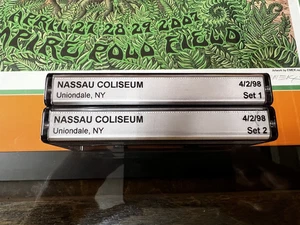 APRIL 27 28 29 2007
EMPIRE POLO FIELD
NASSAU COLISEUM 4/2/98
Uniondale, NY Set 1
NASSAU COLISEUM 4/2/98
Uniondale, NY Set 2